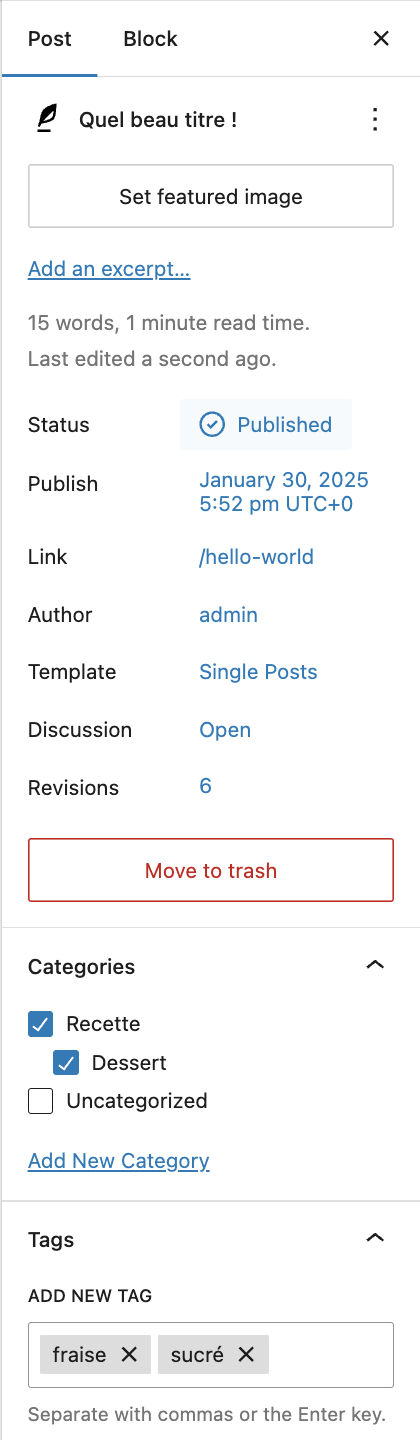 Post Block
Quel beau titre !
Set featured image
Add an excerpt...
15 words, 1 minute read time.
Last edited a second ago.
Status Published
Publish January 30, 2025
5:52 pm UTC+0
Link /hello-world
Author admin
Template Single Posts
Discussion Open
Revisions 6
Move to trash
Categories
Recette
Dessert
Uncategorized
Add New Category
Tags
ADD NEW TAG
fraise sucré
Separate with commas or the Enter key.